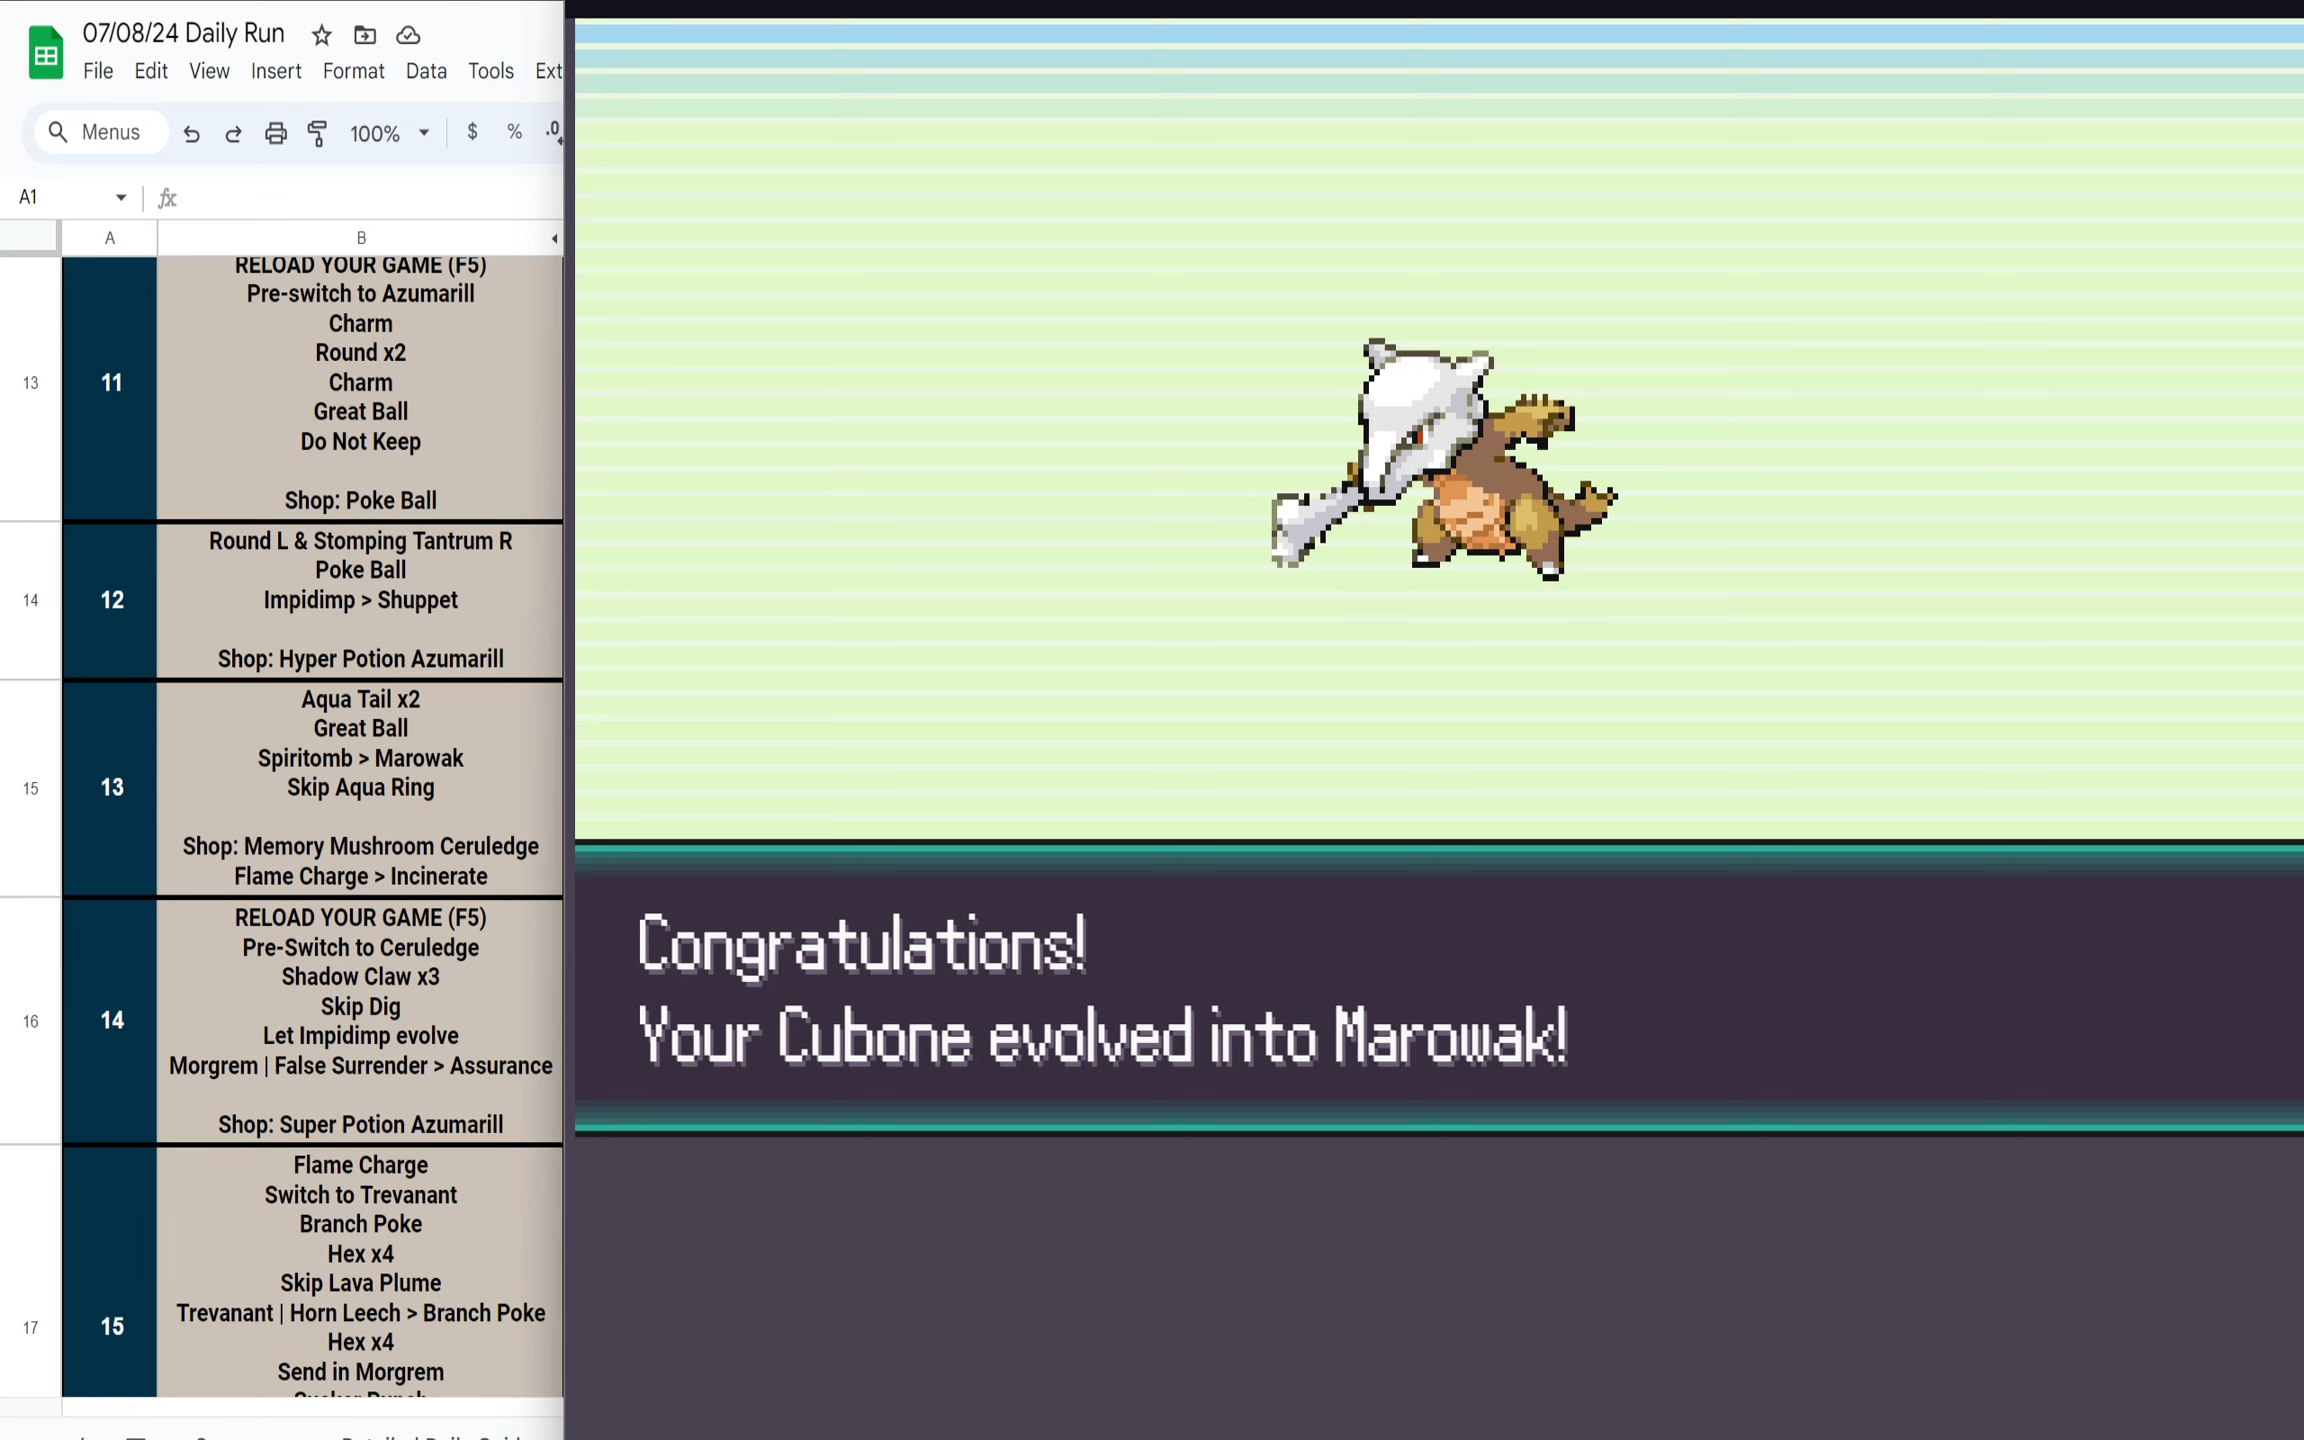 07/08/24 Daily Run
File Edit View Insert Format Data Tools Ext
Menus 100% $ % .0
A1 fx
A B
13 11
RELOAD YOUR GAME (F5)
Pre-switch to Azumarill
Charm
Round x2
Charm
Great Ball
Do Not Keep
Shop: Poke Ball
14 12
Round L & Stomping Tantrum R
Poke Ball
Impidimp > Shuppet
Shop: Hyper Potion Azumarill
15 13
Aqua Tail x2
Great Ball
Spiritomb > Marowak
Skip Aqua Ring
Shop: Memory Mushroom Ceruledge
Flame Charge > Incinerate
16 14
RELOAD YOUR GAME (F5)
Pre-Switch to Ceruledge
Shadow Claw x3
Skip Dig
Let Impidimp evolve
Morgrem | False Surrender > Assurance
Shop: Super Potion Azumarill
17 15
Flame Charge
Switch to Trevanant
Branch Poke
Hex x4
Skip Lava Plume
Trevanant | Horn Leech > Branch Poke
Hex x4
Send in Morgrem
Congratulations!
Your Cubone evolved into Marowak!